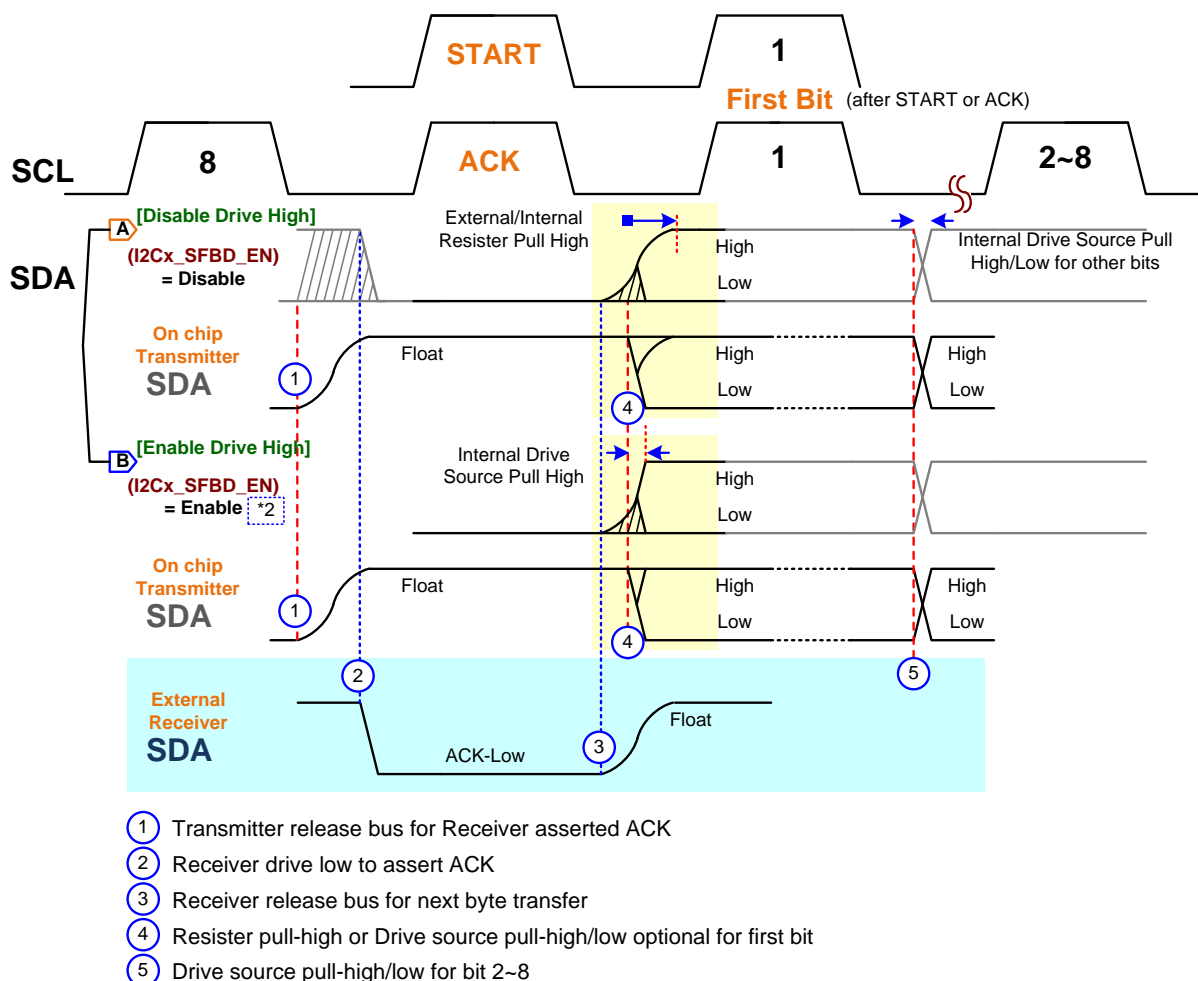 START
1
First Bit (after START or ACK)
SCL
8
ACK
1
2~8
SDA
A
[Disable Drive High]
(I2Cx_SFBD_EN)
= Disable
External/Internal
Resister Pull High
High
Low
Internal Drive Source Pull
High/Low for other bits
On chip
Transmitter
SDA
1
Float
4
High
Low
High
Low
B
[Enable Drive High]
(I2Cx_SFBD_EN)
= Enable *2
Internal Drive
Source Pull High
High
Low
On chip
Transmitter
SDA
1
Float
4
High
Low
High
Low
2
5
External
Receiver
SDA
ACK-Low
3
Float
1 Transmitter release bus for Receiver asserted ACK
2 Receiver drive low to assert ACK
3 Receiver release bus for next byte transfer
4 Resister pull-high or Drive source pull-high/low optional for first bit
5 Drive source pull-high/low for bit 2~8